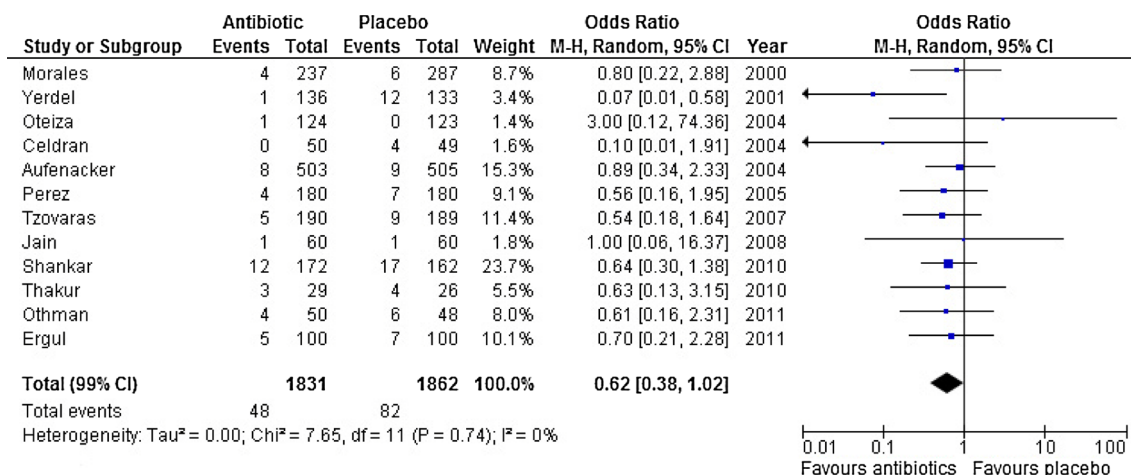 Antibiotic Placebo Odds Ratio Odds Ratio
Study or Subgroup Events Total Events Total Weight M-H, Random, 95% CI Year M-H, Random, 95% CI
Morales 4 237 6 287 8.7% 0.80 [0.22, 2.88] 2000
Yerdel 1 136 12 133 3.4% 0.07 [0.01, 0.58] 2001
Oteiza 1 124 0 123 1.4% 3.00 [0.12, 74.36] 2004
Celdran 0 50 4 49 1.6% 0.10 [0.01, 1.91] 2004
Aufenacker 8 503 9 505 15.3% 0.89 [0.34, 2.33] 2004
Perez 4 180 7 180 9.1% 0.56 [0.16, 1.95] 2005
Tzovaras 5 190 9 189 11.4% 0.54 [0.18, 1.64] 2007
Jain 1 60 1 60 1.8% 1.00 [0.06, 16.37] 2008
Shankar 12 172 17 162 23.7% 0.64 [0.30, 1.38] 2010
Thakur 3 29 4 26 5.5% 0.63 [0.13, 3.15] 2010
Othman 4 50 6 48 8.0% 0.61 [0.16, 2.31] 2011
Ergul 5 100 7 100 10.1% 0.70 [0.21, 2.28] 2011
Total (99% CI) 1831 1862 100.0% 0.62 [0.38, 1.02]
Total events 48 82
Heterogeneity: Tau² = 0.00; Chi² = 7.65, df = 11 (P = 0.74); I² = 0%
0.01 0.1 1 10 100
Favours antibiotics Favours placebo